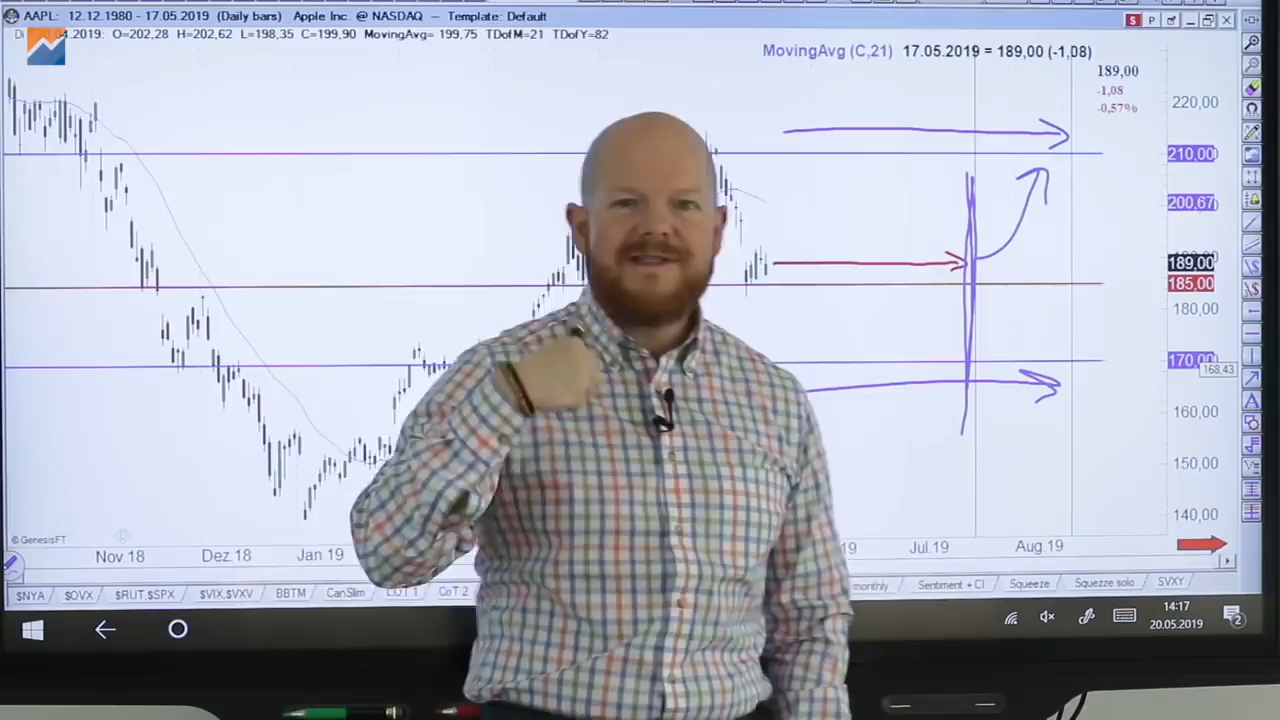 AAPL: 12.12.1980 - 17.05.2019 (Daily bars) Apple Inc. @ NASDAQ — Template: Default
S P
.04.2019: O=202,28 H=202,62 L=198,35 C=199,90 MovingAvg= 199,75 TDofM=21 TDofY=82
MovingAvg (C,21) 17.05.2019 = 189,00 (-1,08)
189,00
-1,08
-0,57%
220,00
210,00
200,67
189,00
185,00
180,00
170,00
168,43
160,00
150,00
140,00
© GenesisFT
Nov 18 Dez 18 Jan 19 19 Jul.19 Aug.19
$NYA $OVX $RUT.$SPX $VIX.$VXV BBTM CanSlim COT 1 CoT 2 monthly Sentiment + CI Squeeze Squezze solo SVXY
14:17
20.05.2019
2